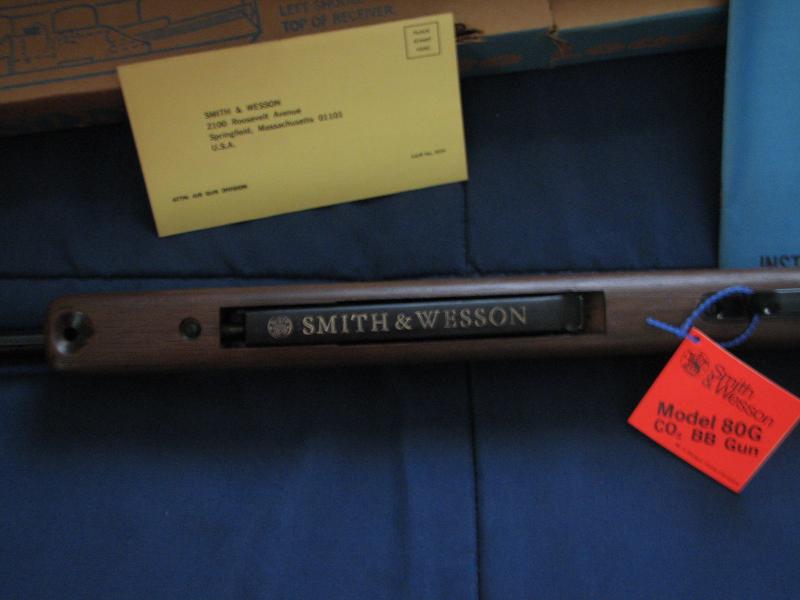 LEFT SHOU
TOP OF RECEIVER.
PLACE
STAMP
HERE
SMITH & WESSON
2100 Roosevelt Avenue
Springfield, Massachusetts 01101
U.S.A.
ATTN: AIR GUN DIVISION
INST
SMITH & WESSON
Smith
& Wesson
Model 80G
CO₂ BB Gun